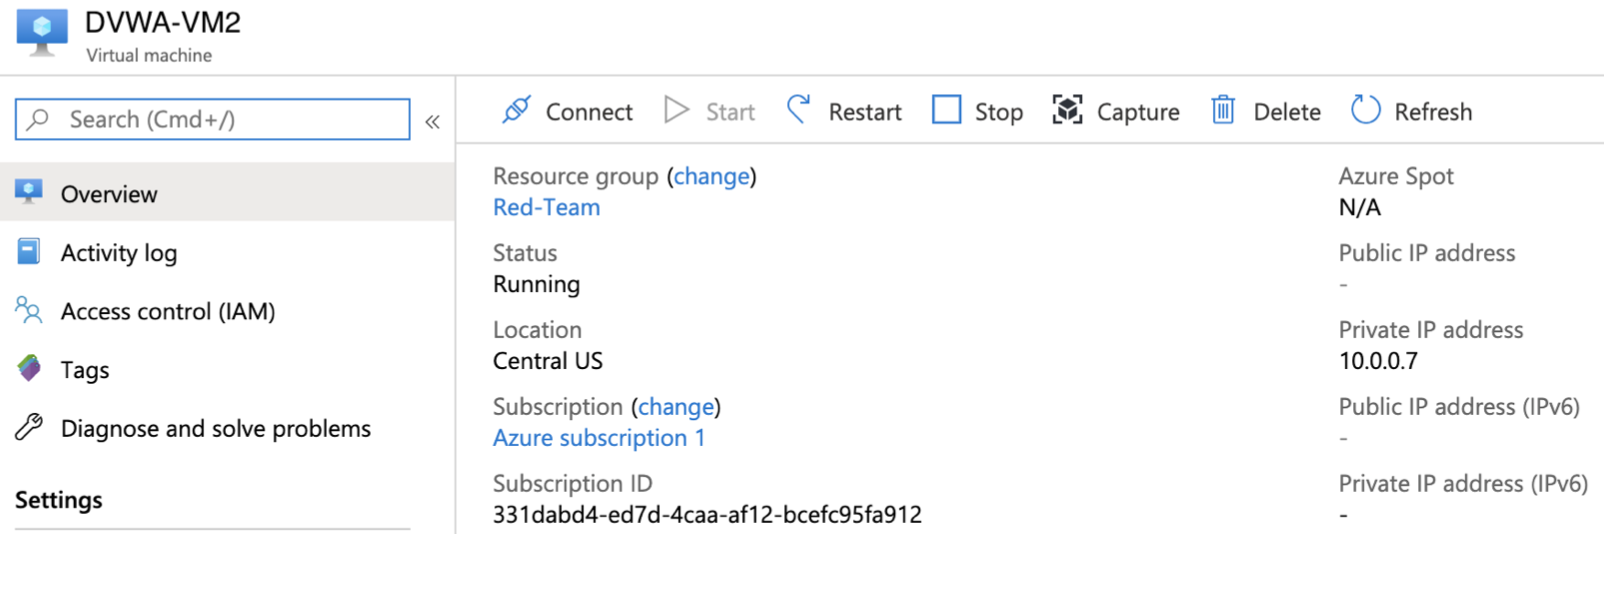 DVWA-VM2
Virtual machine
Search (Cmd+/)
«
Connect
Start
Restart
Stop
Capture
Delete
Refresh
Overview
Activity log
Access control (IAM)
Tags
Diagnose and solve problems
Settings
Resource group (change)
Red-Team
Status
Running
Location
Central US
Subscription (change)
Azure subscription 1
Subscription ID
331dabd4-ed7d-4caa-af12-bcefc95fa912
Azure Spot
N/A
Public IP address
-
Private IP address
10.0.0.7
Public IP address (IPv6)
-
Private IP address (IPv6)
-